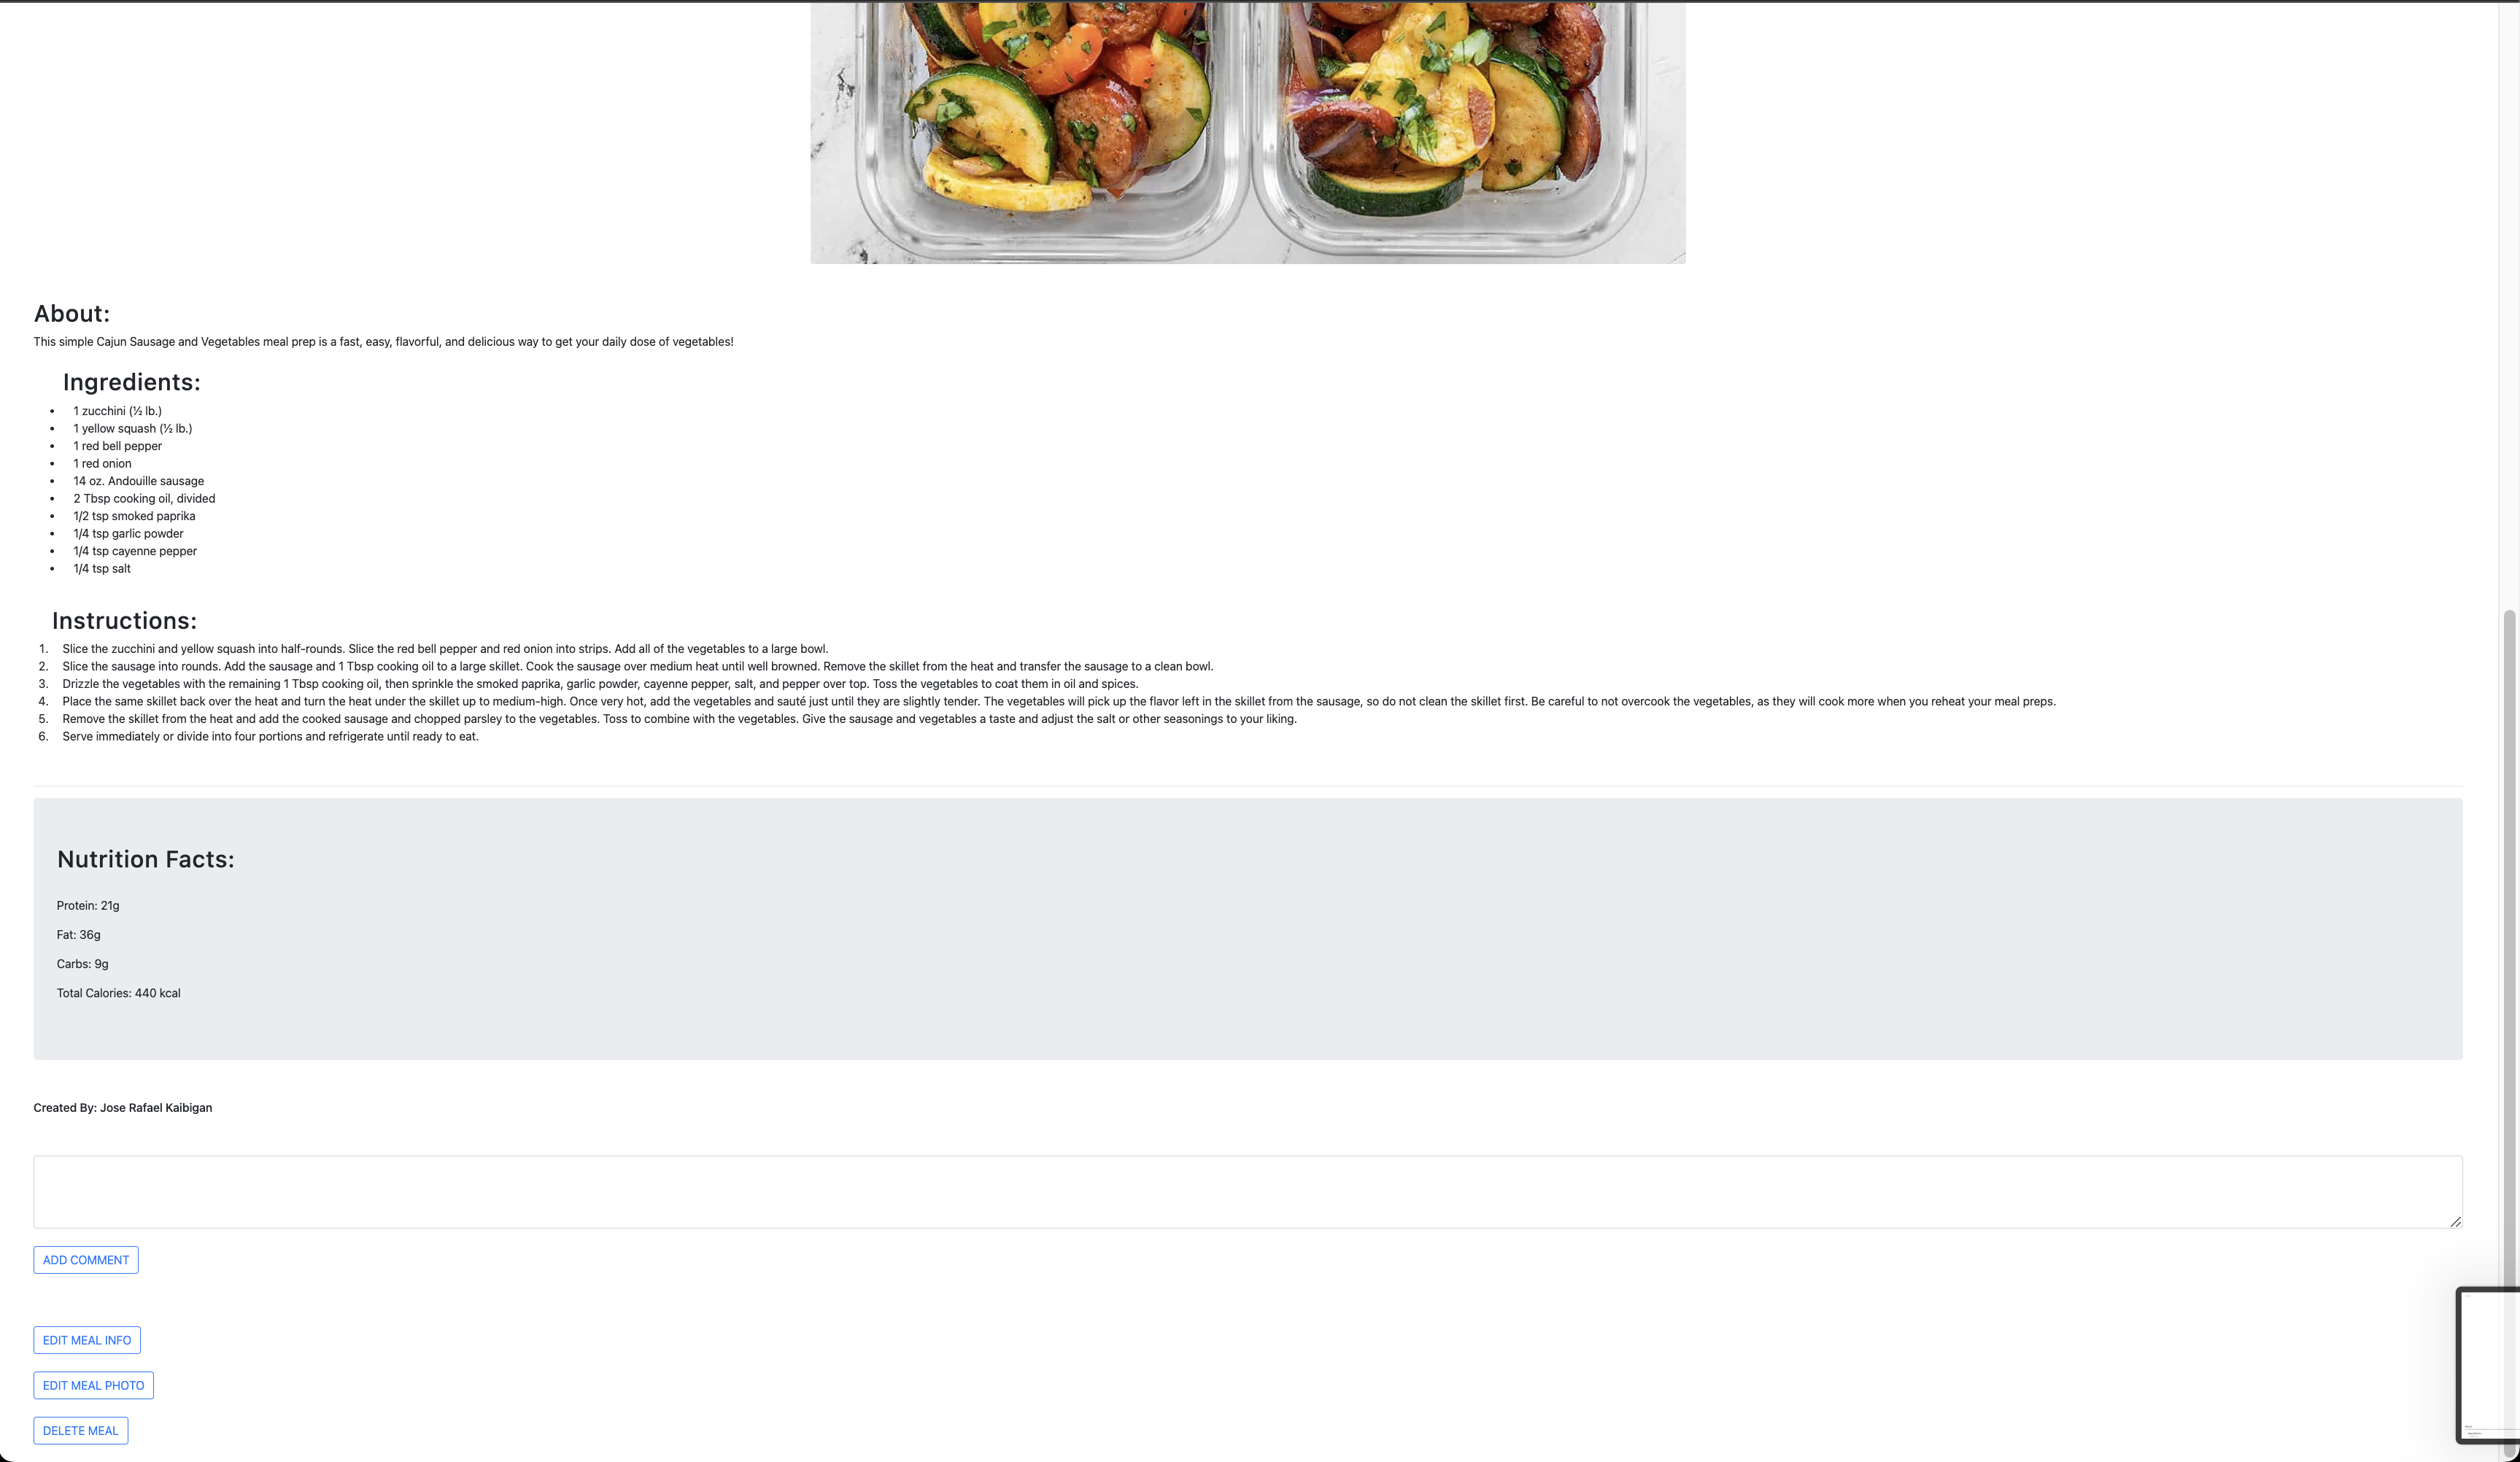 About:
This simple Cajun Sausage and Vegetables meal prep is a fast, easy, flavorful, and delicious way to get your daily dose of vegetables!
Ingredients:
• 1 zucchini (½ lb.)
• 1 yellow squash (½ lb.)
• 1 red bell pepper
• 1 red onion
• 14 oz. Andouille sausage
• 2 Tbsp cooking oil, divided
• 1/2 tsp smoked paprika
• 1/4 tsp garlic powder
• 1/4 tsp cayenne pepper
• 1/4 tsp salt
Instructions:
1. Slice the zucchini and yellow squash into half-rounds. Slice the red bell pepper and red onion into strips. Add all of the vegetables to a large bowl.
2. Slice the sausage into rounds. Add the sausage and 1 Tbsp cooking oil to a large skillet. Cook the sausage over medium heat until well browned. Remove the skillet from the heat and transfer the sausage to a clean bowl.
3. Drizzle the vegetables with the remaining 1 Tbsp cooking oil, then sprinkle the smoked paprika, garlic powder, cayenne pepper, salt, and pepper over top. Toss the vegetables to coat them in oil and spices.
4. Place the same skillet back over the heat and turn the heat under the skillet up to medium-high. Once very hot, add the vegetables and sauté just until they are slightly tender. The vegetables will pick up the flavor left in the skillet from the sausage, so do not clean the skillet first. Be careful to not overcook the vegetables, as they will cook more when you reheat your meal preps.
5. Remove the skillet from the heat and add the cooked sausage and chopped parsley to the vegetables. Toss to combine with the vegetables. Give the sausage and vegetables a taste and adjust the salt or other seasonings to your liking.
6. Serve immediately or divide into four portions and refrigerate until ready to eat.
Nutrition Facts:
Protein: 21g
Fat: 36g
Carbs: 9g
Total Calories: 440 kcal
Created By: Jose Rafael Kaibigan
ADD COMMENT
EDIT MEAL INFO
EDIT MEAL PHOTO
DELETE MEAL